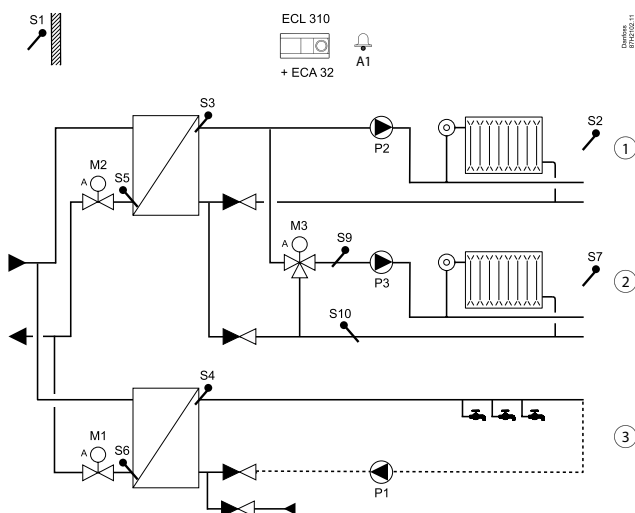 S1
ECL 310
+ ECA 32
A1
Danfoss
87H2102.11
S3
S2
P2
1
M2
A
S5
M3
A
S9
S7
P3
2
S10
S4
M1
A
S6
3
P1